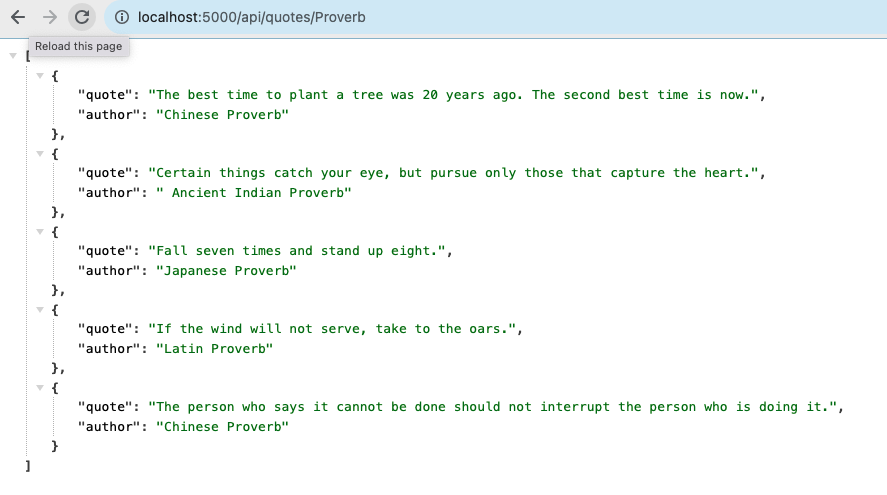 localhost:5000/api/quotes/Proverb
Reload this page
[
{
"quote": "The best time to plant a tree was 20 years ago. The second best time is now.",
"author": "Chinese Proverb"
},
{
"quote": "Certain things catch your eye, but pursue only those that capture the heart.",
"author": " Ancient Indian Proverb"
},
{
"quote": "Fall seven times and stand up eight.",
"author": "Japanese Proverb"
},
{
"quote": "If the wind will not serve, take to the oars.",
"author": "Latin Proverb"
},
{
"quote": "The person who says it cannot be done should not interrupt the person who is doing it.",
"author": "Chinese Proverb"
}
]